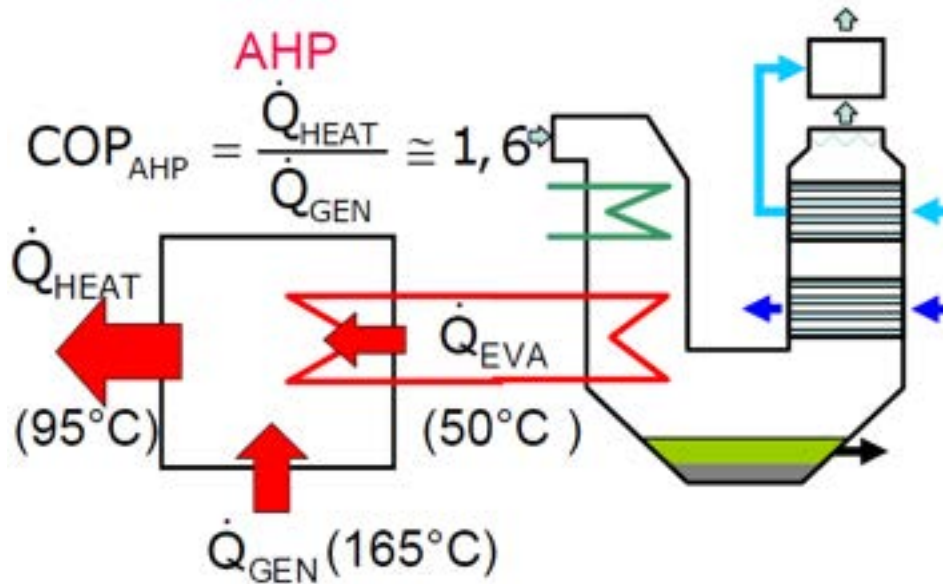 AHP
COP_AHP = Q̇_HEAT / Q̇_GEN ≅ 1,6
Q̇_HEAT
Q̇_EVA
(95°C)
(50°C )
Q̇_GEN (165°C)